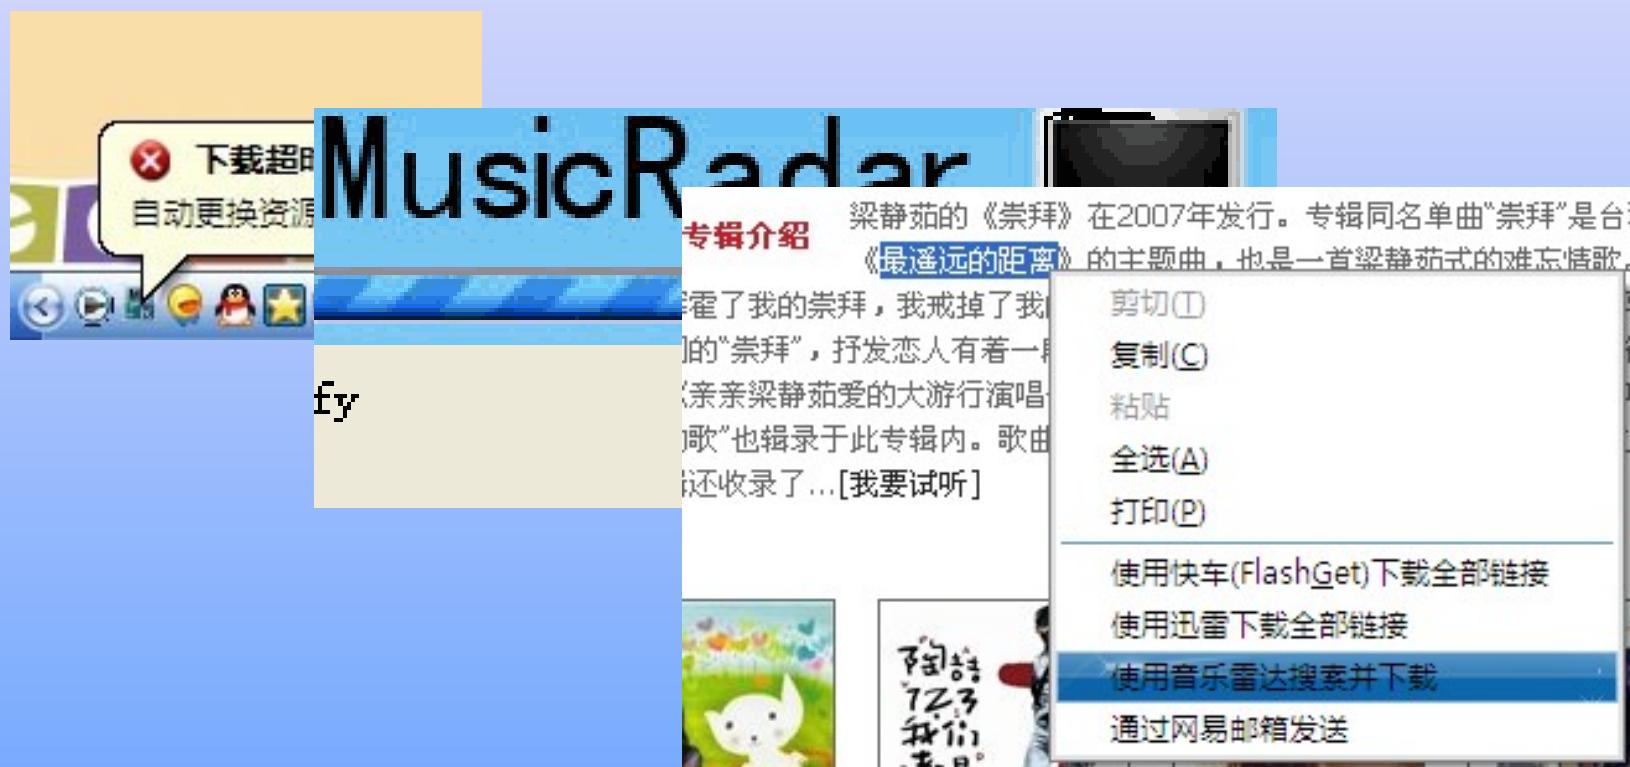 下载超时
自动更换资源
MusicRadar
fy
专辑介绍
梁静茹的《崇拜》在2007年发行。专辑同名单曲“崇拜”是台
《最遥远的距离》的主题曲，也是一首梁静茹式的难忘情歌。
霍了我的崇拜，我戒掉了我
的“崇拜”，抒发恋人有着一段
亲亲梁静茹爱的大游行演唱
歌”也辑录于此专辑内。歌曲
还收录了...[我要试听]
剪切(T)
复制(C)
粘贴
全选(A)
打印(P)
使用快车(FlashGet)下载全部链接
使用迅雷下载全部链接
使用音乐雷达搜索并下载
通过网易邮箱发送
陶喆
123
我们